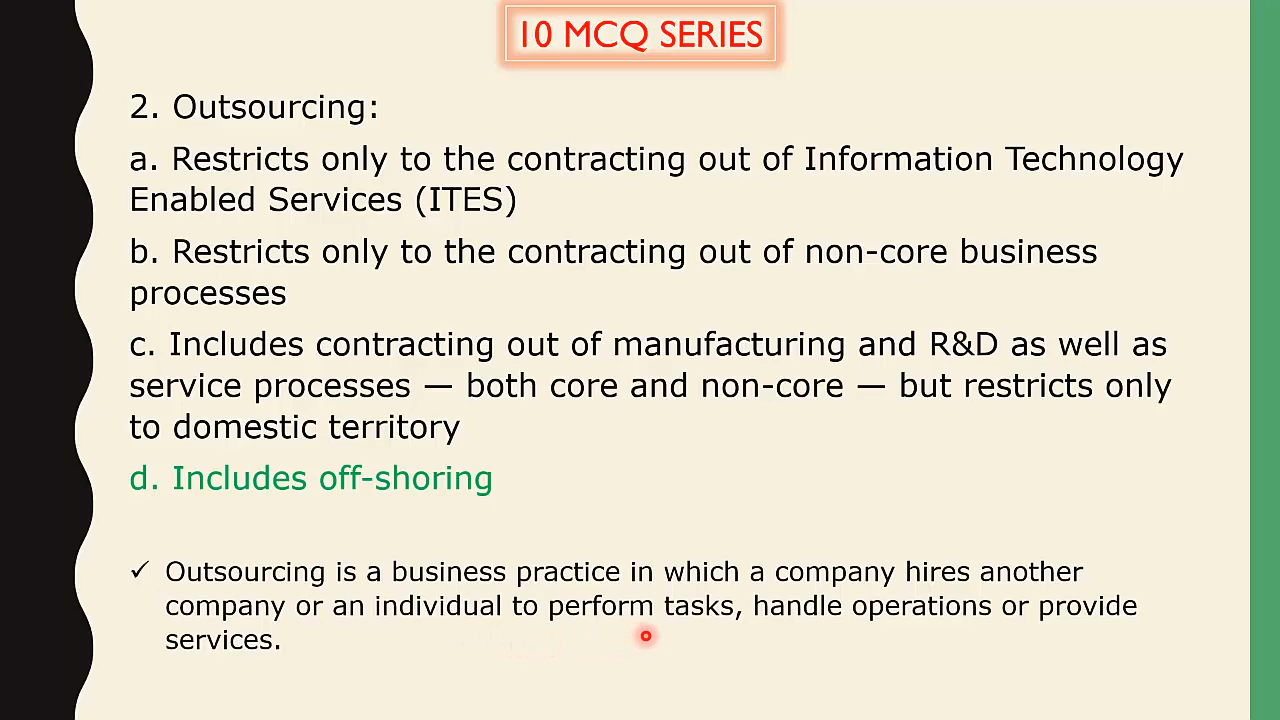 10 MCQ SERIES
2. Outsourcing:
a. Restricts only to the contracting out of Information Technology
Enabled Services (ITES)
b. Restricts only to the contracting out of non-core business
processes
c. Includes contracting out of manufacturing and R&D as well as
service processes — both core and non-core — but restricts only
to domestic territory
d. Includes off-shoring
✓ Outsourcing is a business practice in which a company hires another
company or an individual to perform tasks, handle operations or provide
services.